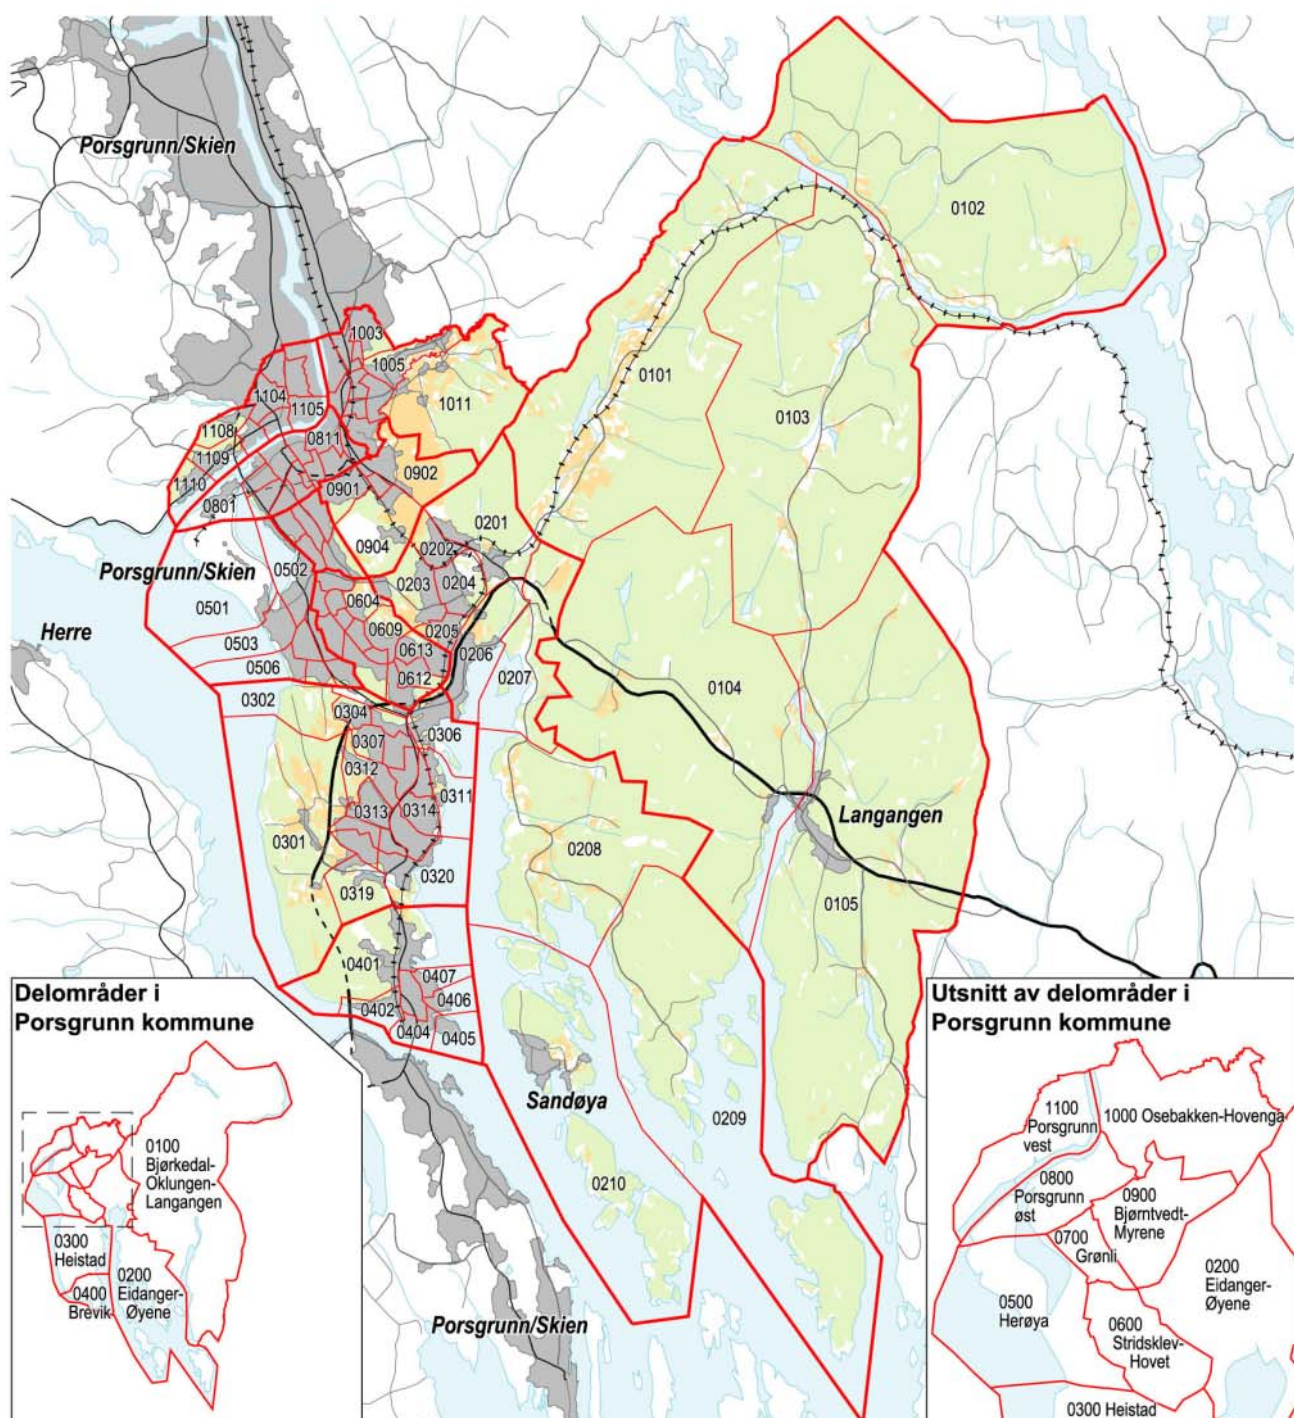 Porsgrunn/Skien
0102
1003
1005
0101
1104
1105
1011
0103
1108
0811
1109
0902
1110
0901
0801
0201
0904
0202
0502
Porsgrunn/Skien
0203
0204
0501
0604
Herre
0609
0205
0503
0613
0206
0506
0612
0207
0104
0302
0304
0306
0307
0312
0311
0313
0314
Langangen
0301
0208
0320
0319
0105
0401
0407
0406
0402
0404
0405
Sandøya
0209
0210
Porsgrunn/Skien
Delområder i
Porsgrunn kommune
0100
Bjørkedal-
Oklungen-
Langangen
0300
Heistad
0200
Eidanger-
Øyene
0400
Brevik
Utsnitt av delområder i
Porsgrunn kommune
1100
Porsgrunn
vest
1000 Osebakken-Hovenga
0800
Porsgrunn
øst
0900
Bjørntvedt-
Myrene
0700
Grønli
0200
Eidanger-
Øyene
0500
Herøya
0600
Stridsklev-
Hovet
0300 Heistad